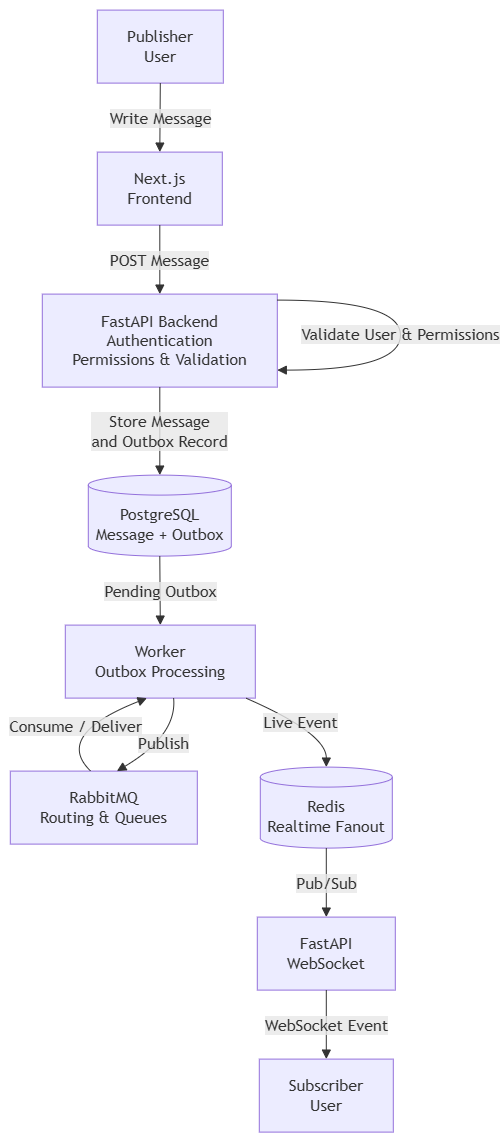 Publisher
User
Write Message
Next.js
Frontend
POST Message
FastAPI Backend
Authentication
Permissions & Validation
Validate User & Permissions
Store Message
and Outbox Record
PostgreSQL
Message + Outbox
Pending Outbox
Worker
Outbox Processing
Consume / Deliver
Publish
Live Event
RabbitMQ
Routing & Queues
Redis
Realtime Fanout
Pub/Sub
FastAPI
WebSocket
WebSocket Event
Subscriber
User